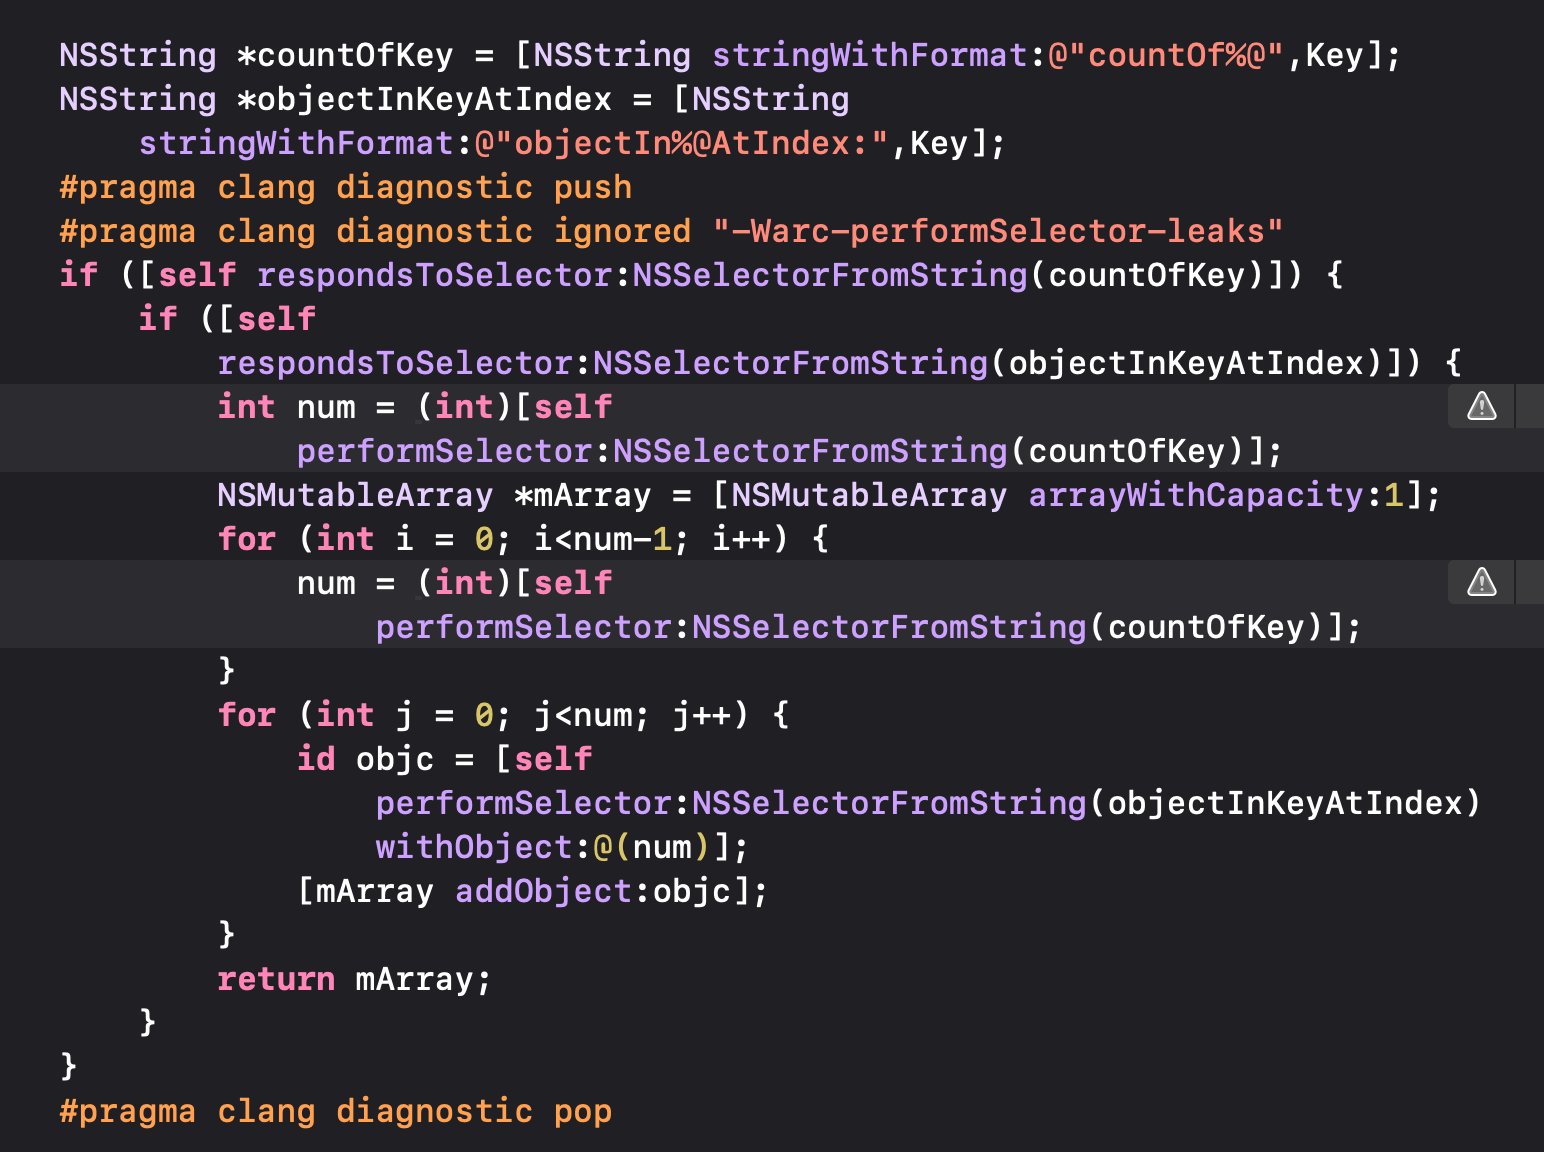 NSString *countOfKey = [NSString stringWithFormat:@"countOf%@",Key];
NSString *objectInKeyAtIndex = [NSString
    stringWithFormat:@"objectIn%@AtIndex:",Key];
#pragma clang diagnostic push
#pragma clang diagnostic ignored "-Warc-performSelector-leaks"
if ([self respondsToSelector:NSSelectorFromString(countOfKey)]) {
    if ([self
        respondsToSelector:NSSelectorFromString(objectInKeyAtIndex)]) {
        int num = (int)[self
            performSelector:NSSelectorFromString(countOfKey)];
        NSMutableArray *mArray = [NSMutableArray arrayWithCapacity:1];
        for (int i = 0; i<num-1; i++) {
            num = (int)[self
                performSelector:NSSelectorFromString(countOfKey)];
        }
        for (int j = 0; j<num; j++) {
            id objc = [self
                performSelector:NSSelectorFromString(objectInKeyAtIndex)
                withObject:@(num)];
            [mArray addObject:objc];
        }
        return mArray;
    }
}
#pragma clang diagnostic pop